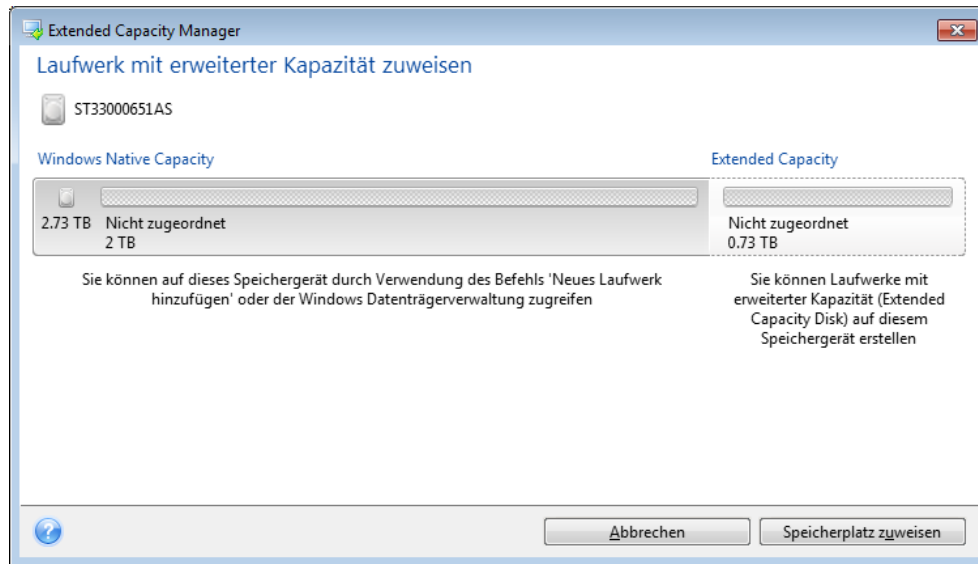 Extended Capacity Manager
Laufwerk mit erweiterter Kapazität zuweisen
ST33000651AS
Windows Native Capacity
Extended Capacity
2.73 TB Nicht zugeordnet
2 TB
Nicht zugeordnet
0.73 TB
Sie können auf dieses Speichergerät durch Verwendung des Befehls 'Neues Laufwerk
hinzufügen' oder der Windows Datenträgerverwaltung zugreifen
Sie können Laufwerke mit
erweiterter Kapazität (Extended
Capacity Disk) auf diesem
Speichergerät erstellen
?
Abbrechen
Speicherplatz zuweisen